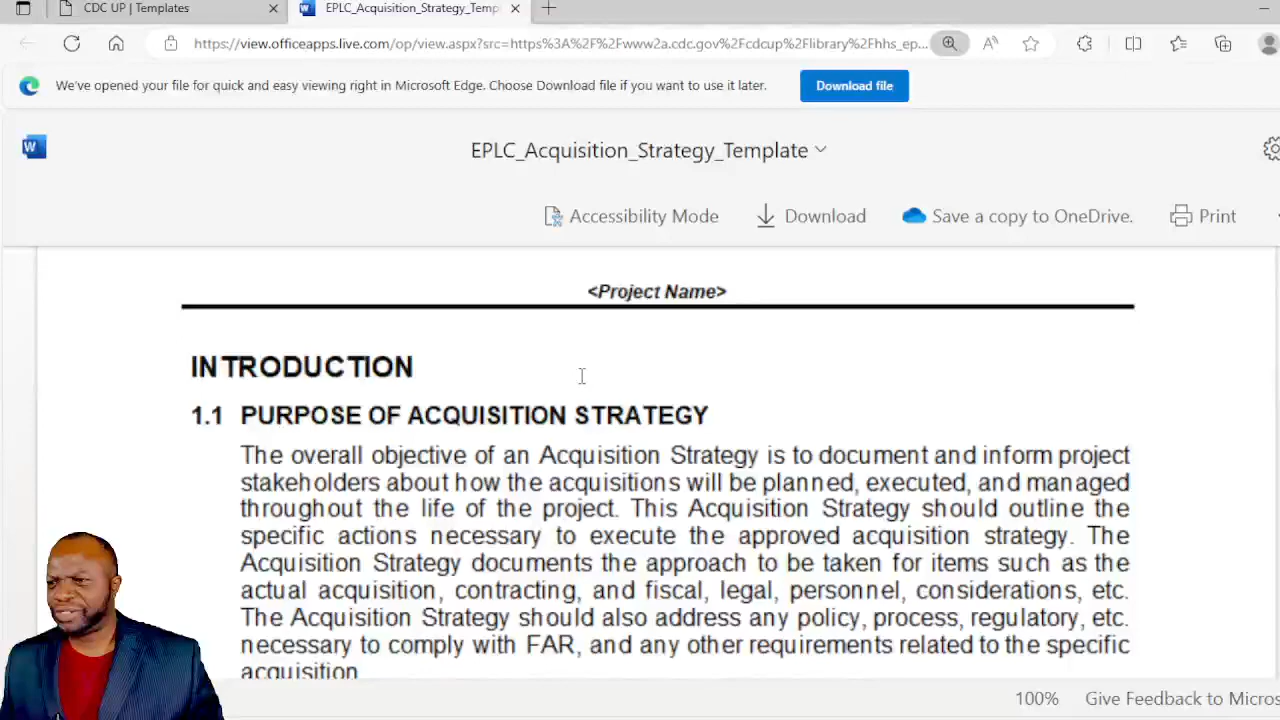 CDC UP | Templates
EPLC_Acquisition_Strategy_Temp
https://view.officeapps.live.com/op/view.aspx?src=https%3A%2F%2Fwww2a.cdc.gov%2Fcdcup%2Flibrary%2Fhhs_ep...
We've opened your file for quick and easy viewing right in Microsoft Edge. Choose Download file if you want to use it later.
Download file
EPLC_Acquisition_Strategy_Template
Accessibility Mode
Download
Save a copy to OneDrive.
Print
<Project Name>
INTRODUCTION
1.1 PURPOSE OF ACQUISITION STRATEGY
The overall objective of an Acquisition Strategy is to document and inform project
stakeholders about how the acquisitions will be planned, executed, and managed
throughout the life of the project. This Acquisition Strategy should outline the
specific actions necessary to execute the approved acquisition strategy. The
Acquisition Strategy documents the approach to be taken for items such as the
actual acquisition, contracting, and fiscal, legal, personnel, considerations, etc.
The Acquisition Strategy should also address any policy, process, regulatory, etc.
necessary to comply with FAR, and any other requirements related to the specific
acquisition
100%
Give Feedback to Micros